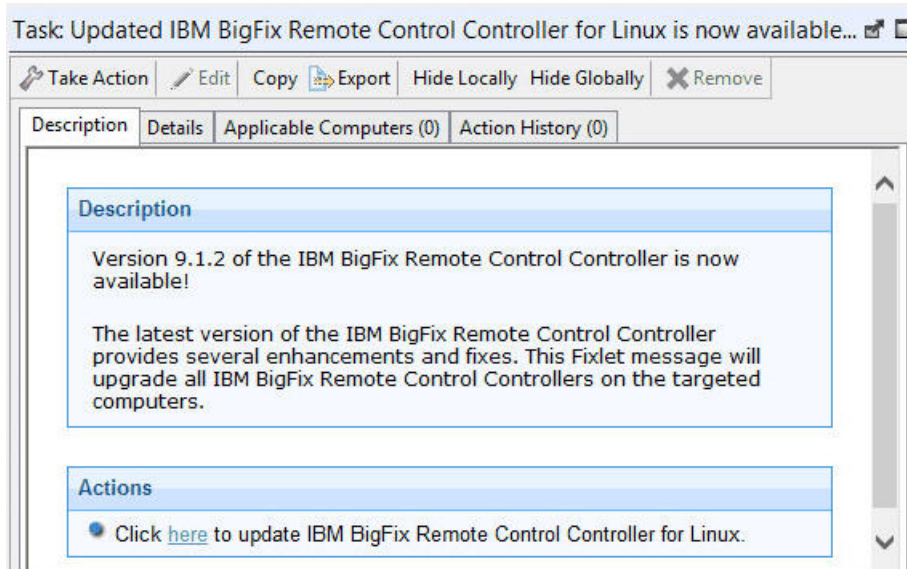 Task: Updated IBM BigFix Remote Control Controller for Linux is now available...
Take Action Edit Copy Export Hide Locally Hide Globally Remove
Description Details Applicable Computers (0) Action History (0)
Description
Version 9.1.2 of the IBM BigFix Remote Control Controller is now
available!
The latest version of the IBM BigFix Remote Control Controller
provides several enhancements and fixes. This Fixlet message will
upgrade all IBM BigFix Remote Control Controllers on the targeted
computers.
Actions
Click here to update IBM BigFix Remote Control Controller for Linux.